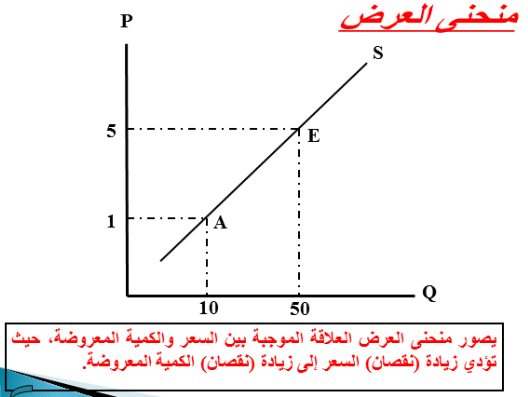 منحنى العرض
P
S
5
E
1
A
Q
10 50
يصور منحنى العرض العلاقة الموجبة بين السعر والكمية المعروضة، حيث
تؤدي زيادة (نقصان) السعر إلى زيادة (نقصان) الكمية المعروضة.